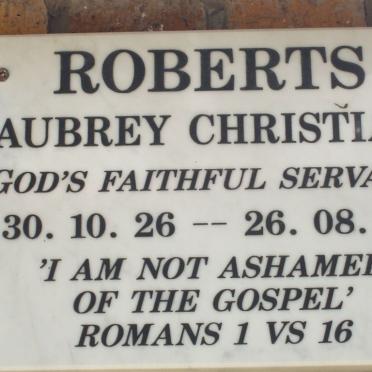 ROBERTS
AUBREY CHRISTIA
GOD'S FAITHFUL SERVA
30. 10. 26 -- 26. 08.
'I AM NOT ASHAMED
OF THE GOSPEL'
ROMANS 1 VS 16